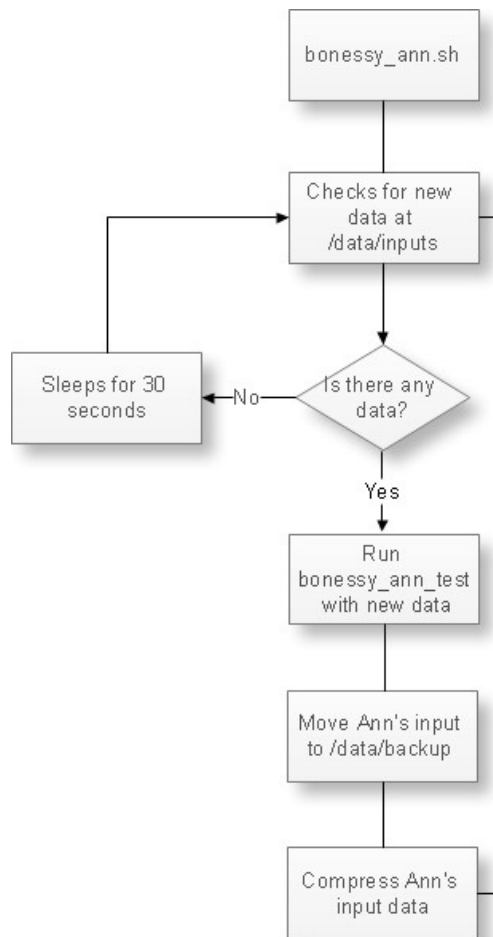 bonessy_ann.sh
Checks for new
data at
/data/inputs
Is there any
data?
No
Sleeps for 30
seconds
Yes
Run
bonessy_ann_test
with new data
Move Ann's input
to /data/backup
Compress Ann's
input data